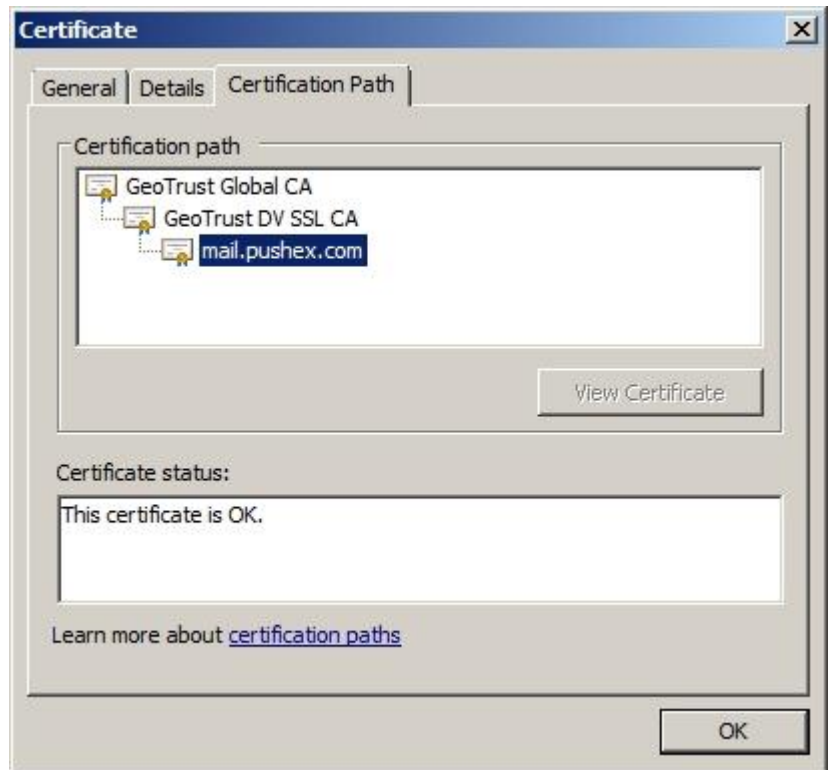 Certificate
General Details Certification Path
Certification path
GeoTrust Global CA
GeoTrust DV SSL CA
mail.pushex.com
View Certificate
Certificate status:
This certificate is OK.
Learn more about certification paths
OK